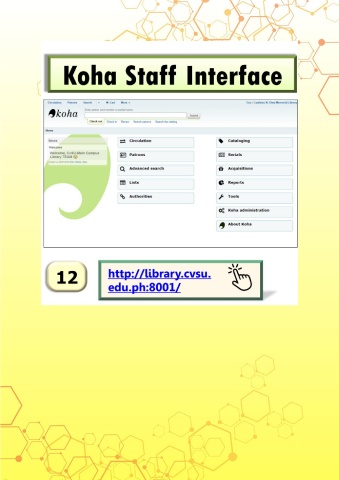 Koha Staff Interface
Circulation Patrons Search Cart More
koha
Check out Check in Renew Search patrons Search the catalog
Home
News
Welcome
Welcome, CvSU-Main Campus
Library Team
Circulation
Patrons
Advanced search
Lists
Authorities
Cataloging
Serials
Acquisitions
Reports
Tools
Koha administration
About Koha
12
http://library.cvsu.
edu.ph:8001/